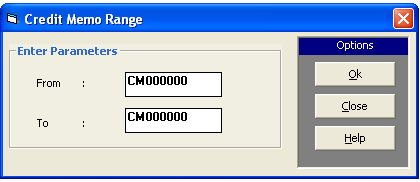 Credit Memo Range
Enter Parameters
From : CM000000
To : CM000000
Options
Ok
Close
Help